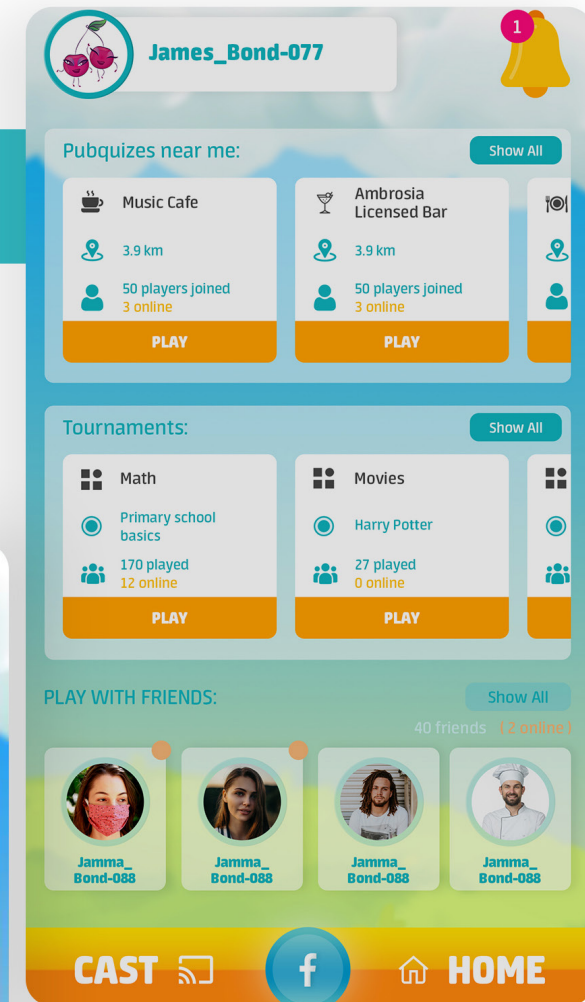 James_Bond-077
1
Pubquizes near me:
Show All
Music Cafe
3.9 km
50 players joined
3 online
PLAY
Ambrosia
Licensed Bar
3.9 km
50 players joined
3 online
PLAY
Tournaments:
Show All
Math
Primary school
basics
170 played
12 online
PLAY
Movies
Harry Potter
27 played
0 online
PLAY
PLAY WITH FRIENDS:
Show All
40 friends ( 2 online )
Jamma_
Bond-088
Jamma_
Bond-088
Jamma_
Bond-088
Jamma_
Bond-088
CAST
f
HOME